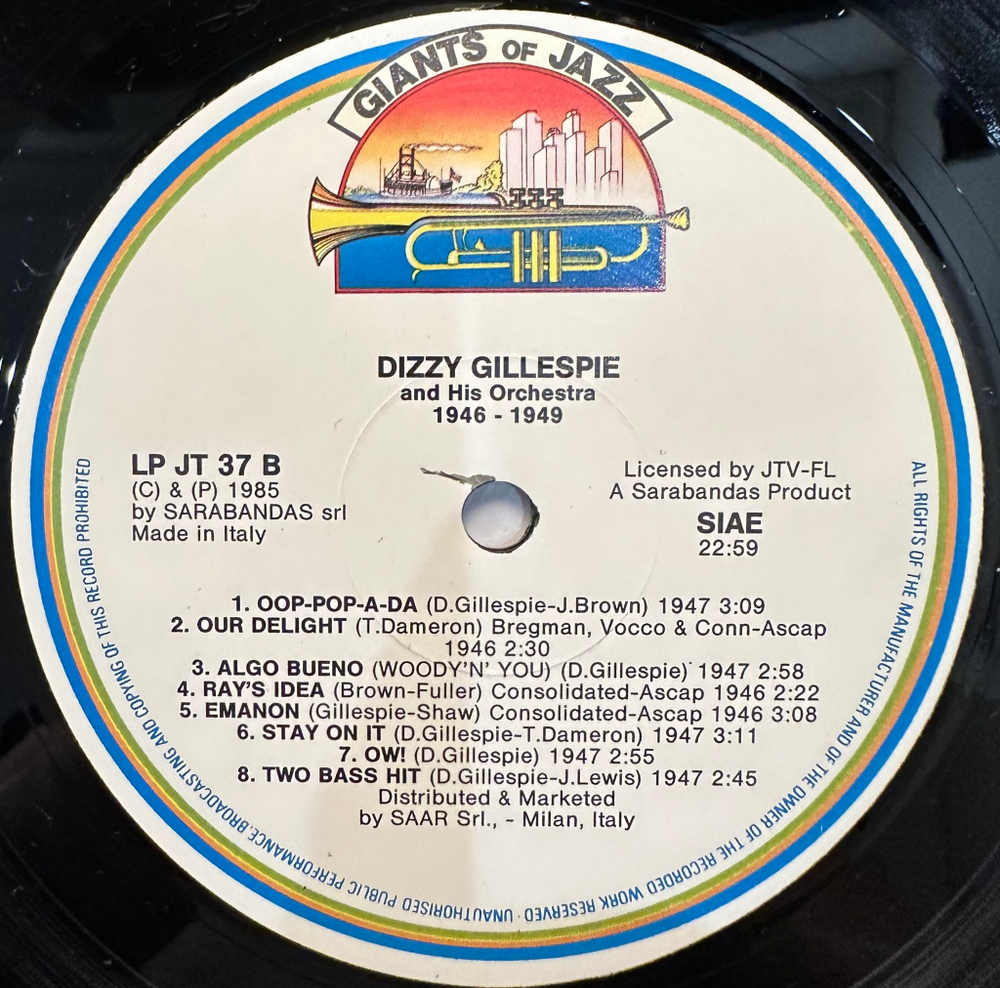 GIANTS OF JAZZ
DIZZY GILLESPIE
and His Orchestra
1946 - 1949
LP JT 37 B
(C) & (P) 1985
by SARABANDAS srl
Made in Italy
Licensed by JTV-FL
A Sarabandas Product
SIAE
22:59
1. OOP-POP-A-DA (D.Gillespie-J.Brown) 1947 3:09
2. OUR DELIGHT (T.Dameron) Bregman, Vocco & Conn-Ascap
1946 2:30
3. ALGO BUENO (WOODY'N' YOU) (D.Gillespie) 1947 2:58
4. RAY'S IDEA (Brown-Fuller) Consolidated-Ascap 1946 2:22
5. EMANON (Gillespie-Shaw) Consolidated-Ascap 1946 3:08
6. STAY ON IT (D.Gillespie-T.Dameron) 1947 3:11
7. OW! (D.Gillespie) 1947 2:55
8. TWO BASS HIT (D.Gillespie-J.Lewis) 1947 2:45
Distributed & Marketed
by SAAR Srl., - Milan, Italy
ALL RIGHTS OF THE MANUFACTURER AND OF THE OWNER OF THE RECORDED WORK RESERVED · UNAUTHORISED PUBLIC PERFORMANCE BROADCASTING AND COPYING OF THIS RECORD PROHIBITED